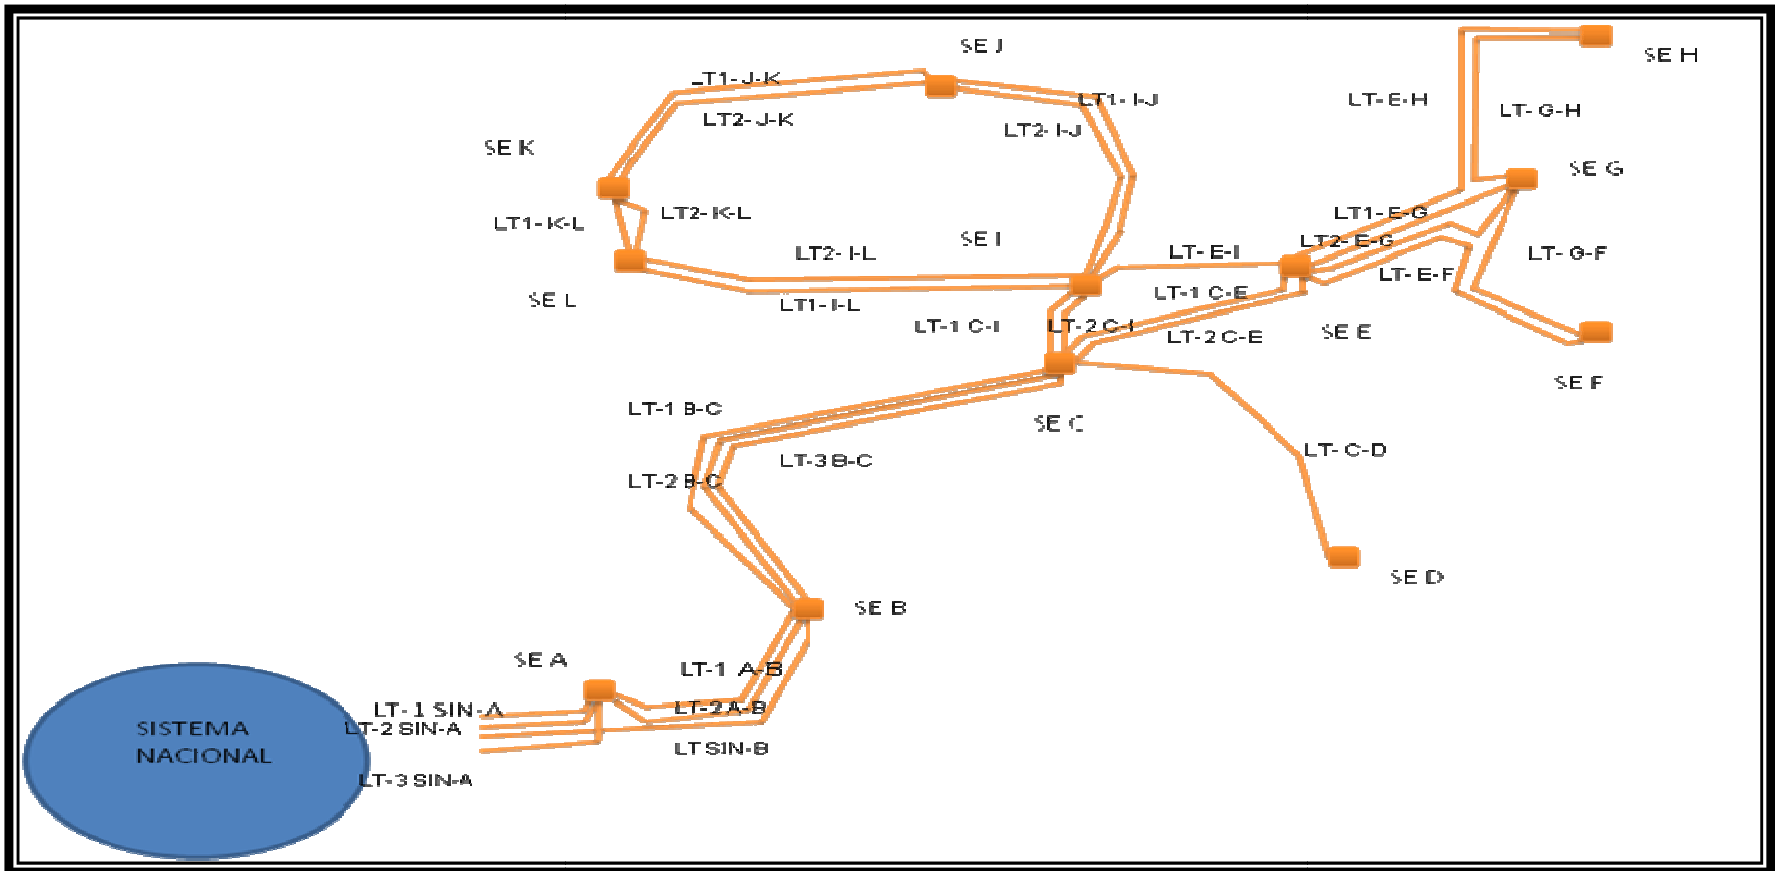 SE J
SE H
LT1-J-K
LT1-I-J
LT-E-H
LT-G-H
LT2-J-K
LT2-I-J
SE K
SE G
LT1-K-L
LT2-K-L
LT1-E-G
SE I
LT2-E-G
LT2-I-L
LT-E-I
LT-G-F
LT-E-F
SE L
LT1-I-L
LT-1 C-E
LT-1 C-I
LT-2 C-I
LT-2 C-E
SE E
SE F
LT-1 B-C
SE C
LT-C-D
LT-3 B-C
LT-2 B-C
SE D
SE B
SE A
LT-1 A-B
LT-1 SIN-A
LT-2 A-B
LT-2 SIN-A
SISTEMA
NACIONAL
LT SIN-B
LT-3 SIN-A